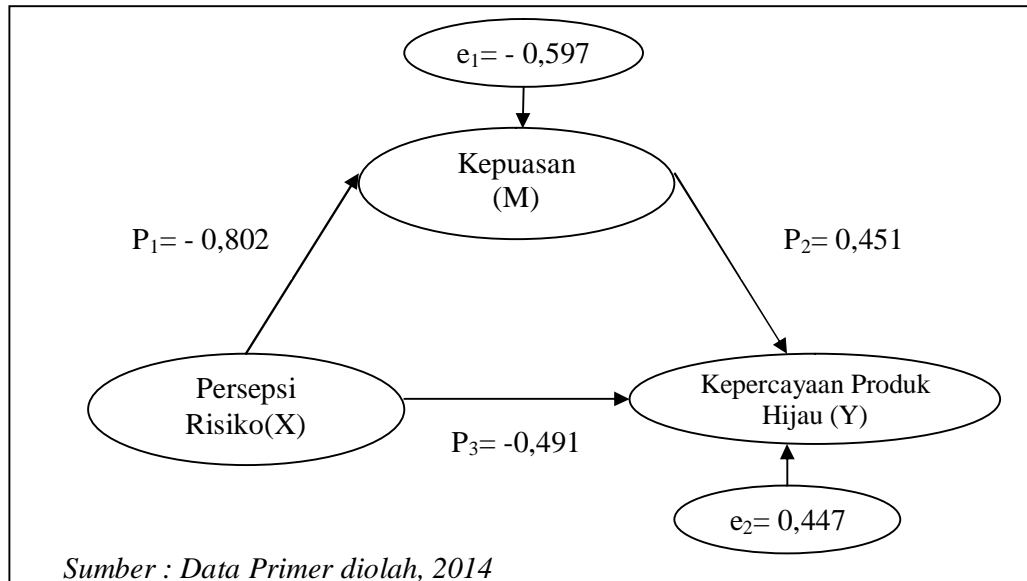 e₁= - 0,597
Kepuasan
(M)
P₁= - 0,802
P₂= 0,451
Persepsi
Risiko(X)
Kepercayaan Produk
Hijau (Y)
P₃= -0,491
e₂= 0,447
Sumber : Data Primer diolah, 2014